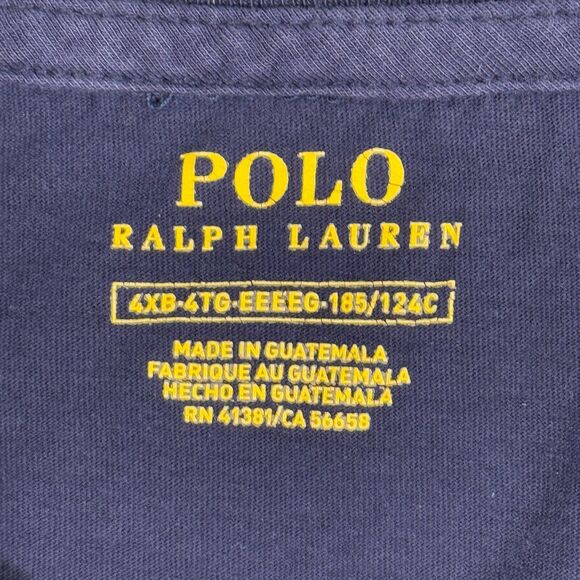 POLO
RALPH LAUREN
4XB·4TG·EEEEG·185/124C
MADE IN GUATEMALA
FABRIQUE AU GUATEMALA
HECHO EN GUATEMALA
RN 41381/CA 56658